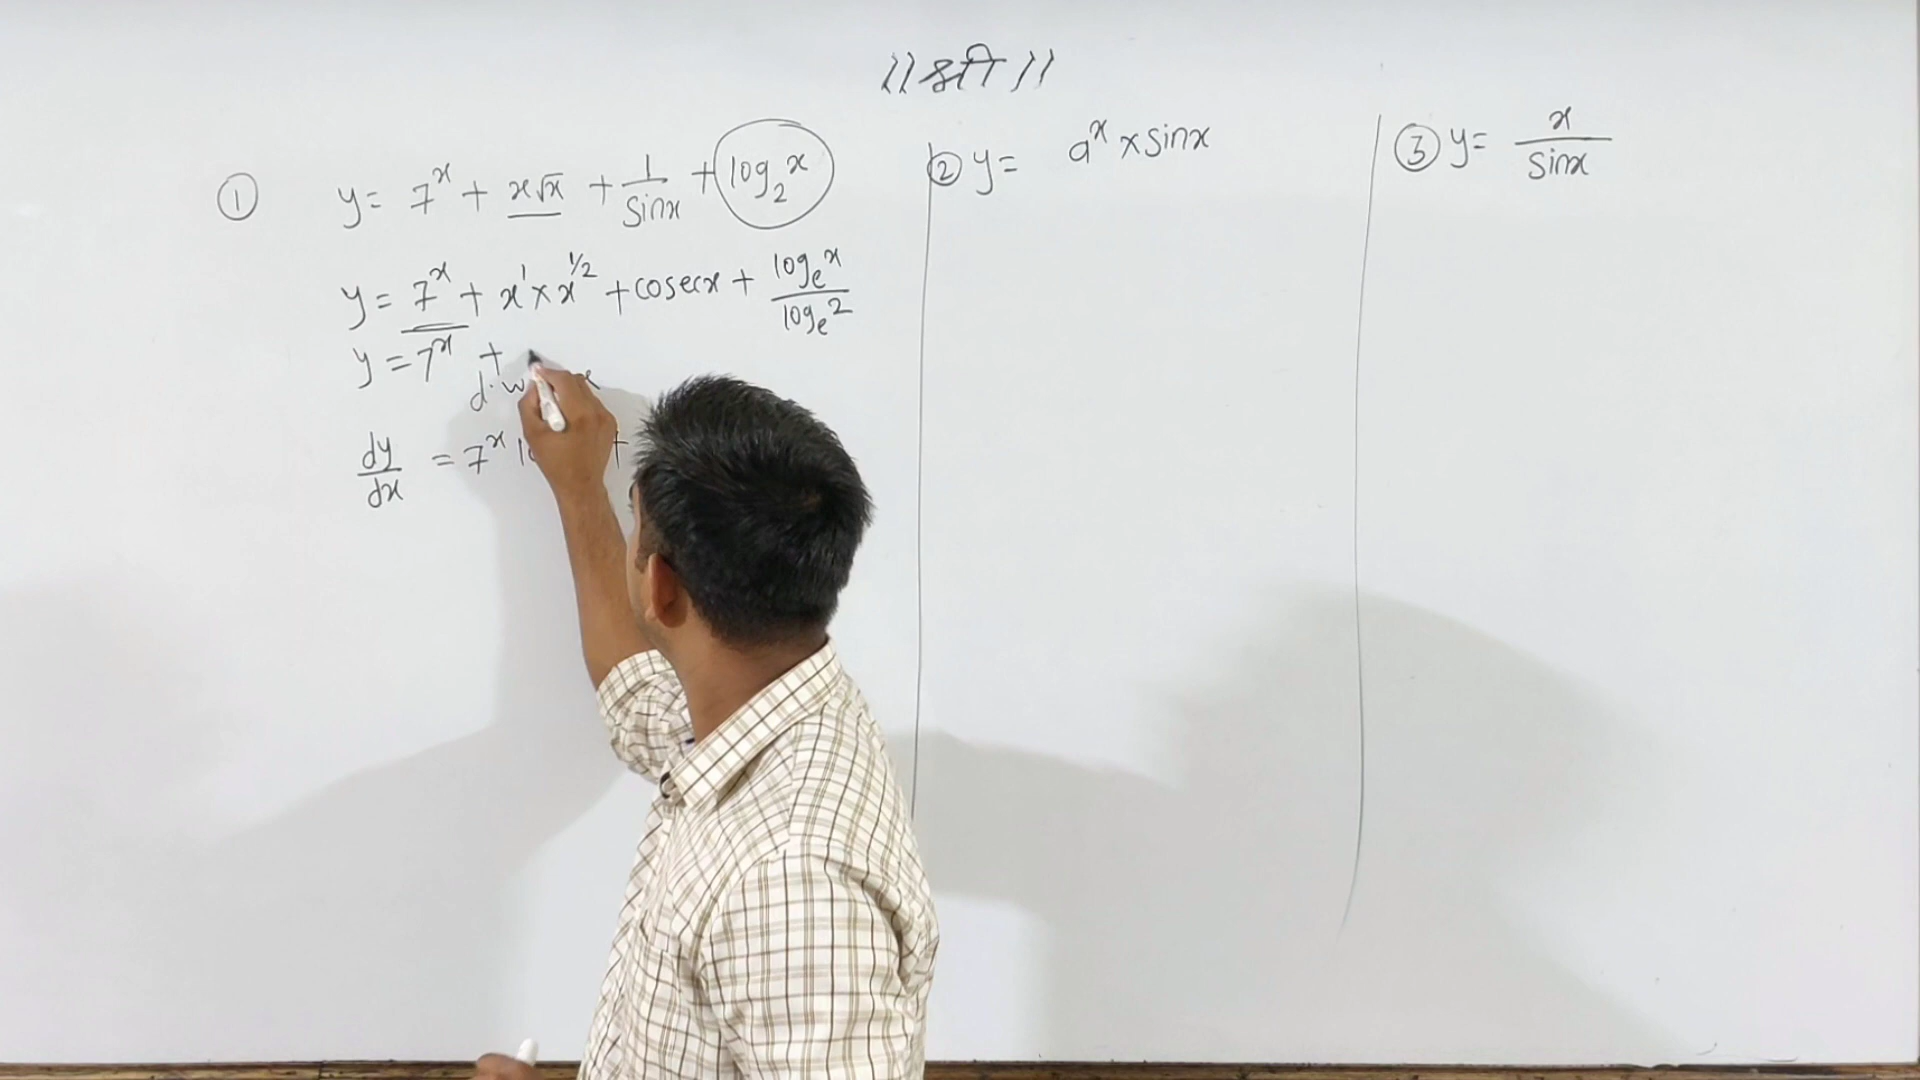 ॥ श्री ॥
① y = 7^x + x√x + 1/sinx + log₂x
y = 7^x + x^1 × x^1/2 + cosecx + logₑx/logₑ2
y = 7^x +
dy/dx = 7^x
② y = a^x × sinx
③ y = x/sinx